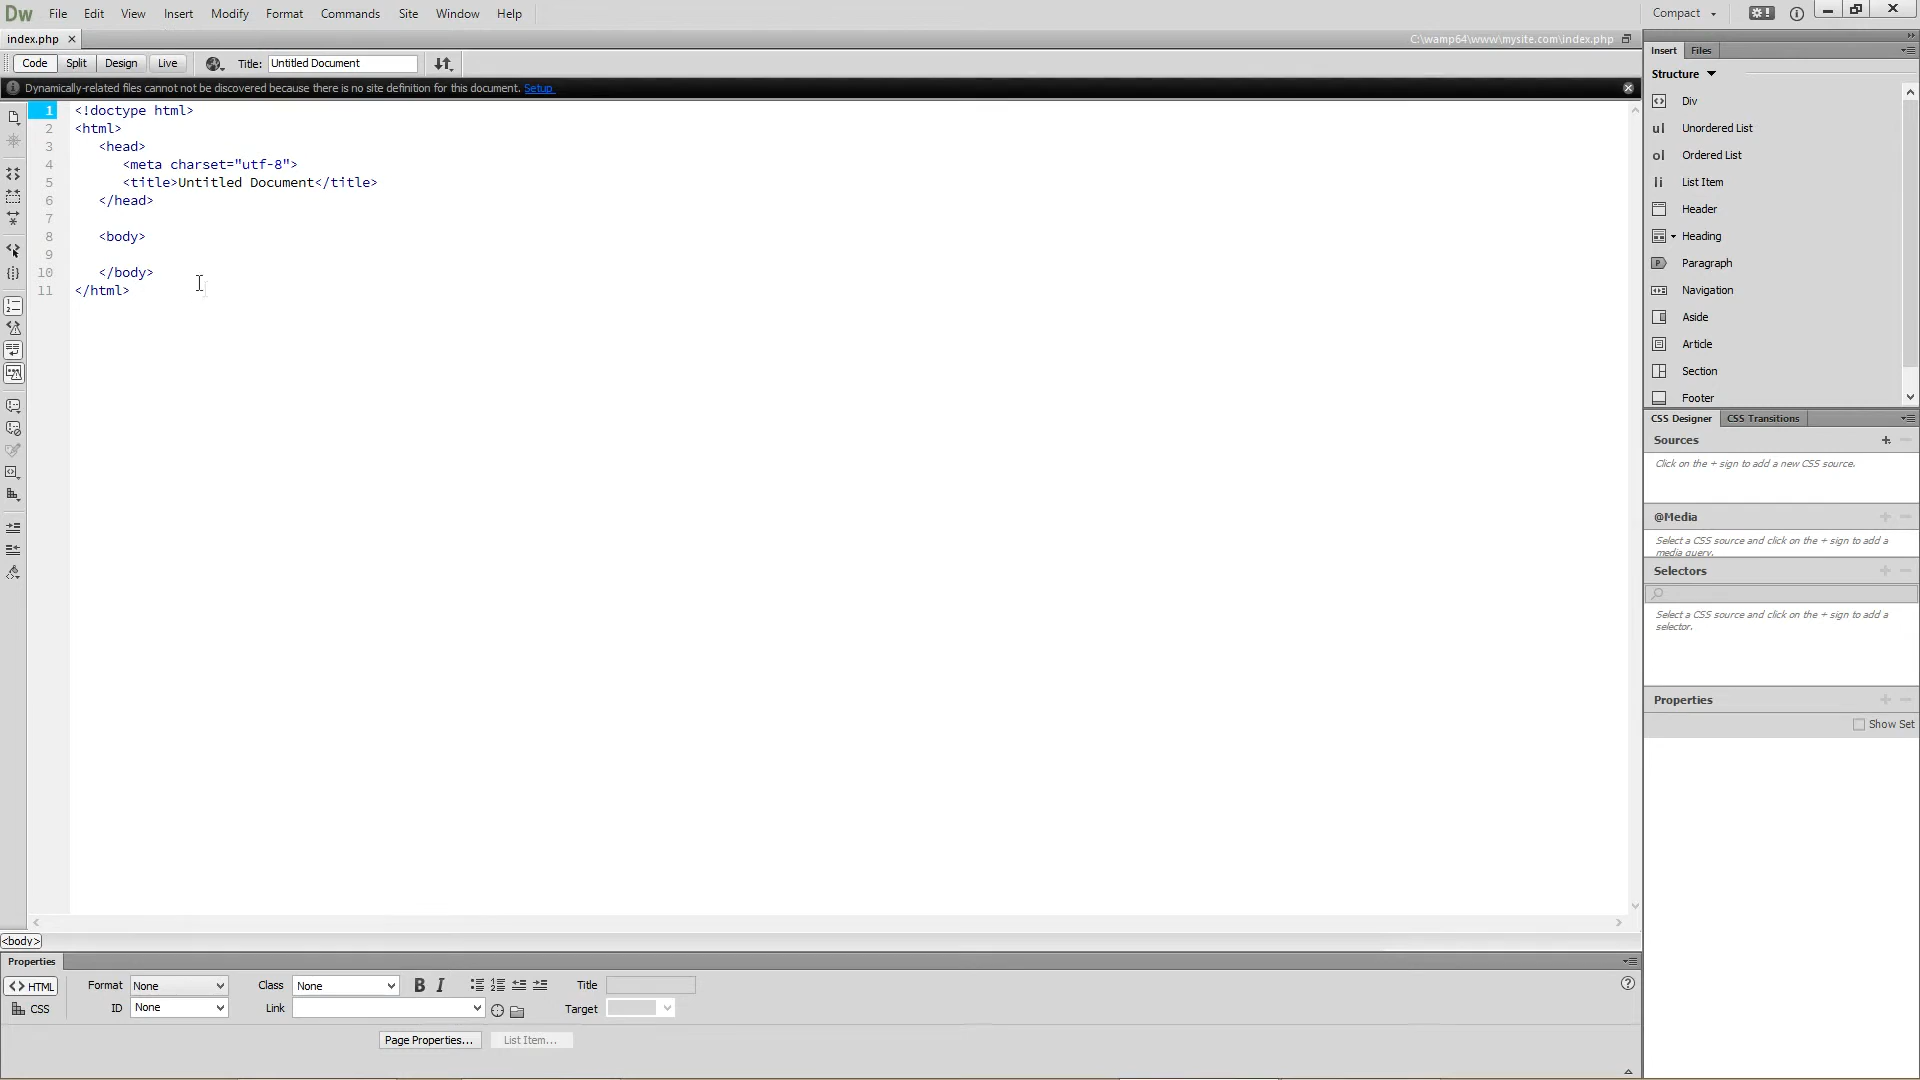 Dw File Edit View Insert Modify Format Commands Site Window Help Compact
index.php C:\wamp64\www\mysite.com\index.php
Code Split Design Live Title: Untitled Document
Dynamically-related files cannot be discovered because there is no site definition for this document. Setup
1 <!doctype html>
2 <html>
3 <head>
4 <meta charset="utf-8">
5 <title>Untitled Document</title>
6 </head>
7
8 <body>
9
10 </body>
11 </html>
<body>
Properties
<> HTML Format None Class None B I Title
CSS ID None Link Target
Page Properties... List Item...
Insert Files
Structure
Div
ul Unordered List
ol Ordered List
li List Item
Header
Heading
P Paragraph
Navigation
Aside
Article
Section
Footer
CSS Designer CSS Transitions
Sources
Click on the + sign to add a new CSS source.
@Media
Select a CSS source and click on the + sign to add a
media query.
Selectors
Select a CSS source and click on the + sign to add a
selector.
Properties
Show Set